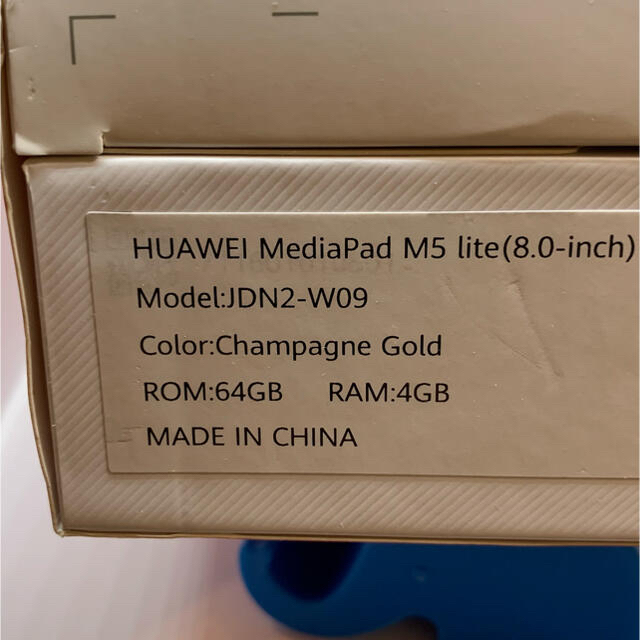 HUAWEI MediaPad M5 lite(8.0-inch)
Model:JDN2-W09
Color:Champagne Gold
ROM:64GB RAM:4GB
MADE IN CHINA